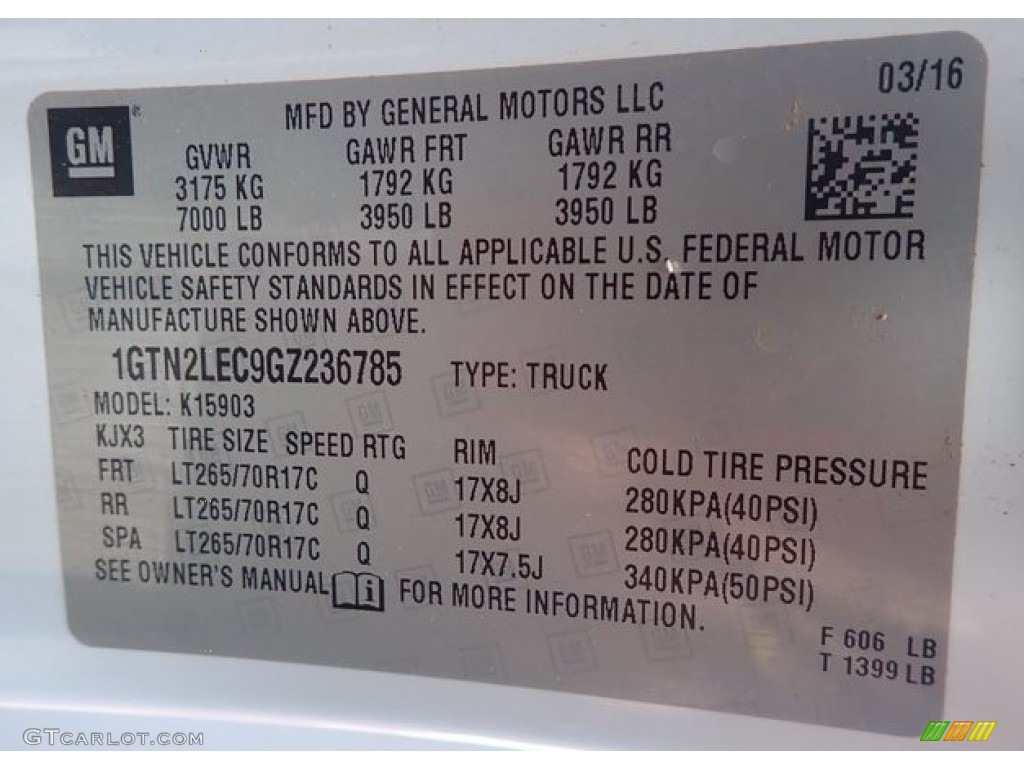 03/16
GM
MFD BY GENERAL MOTORS LLC
GVWR GAWR FRT GAWR RR
3175 KG 1792 KG 1792 KG
7000 LB 3950 LB 3950 LB
THIS VEHICLE CONFORMS TO ALL APPLICABLE U.S. FEDERAL MOTOR
VEHICLE SAFETY STANDARDS IN EFFECT ON THE DATE OF
MANUFACTURE SHOWN ABOVE.
1GTN2LEC9GZ236785 TYPE: TRUCK
MODEL: K15903
KJX3 TIRE SIZE SPEED RTG RIM COLD TIRE PRESSURE
FRT LT265/70R17C Q 17X8J 280KPA(40PSI)
RR LT265/70R17C Q 17X8J 280KPA(40PSI)
SPA LT265/70R17C Q 17X7.5J 340KPA(50PSI)
SEE OWNER'S MANUAL i FOR MORE INFORMATION.
F 606 LB
T 1399 LB
GTCARLOT.COM